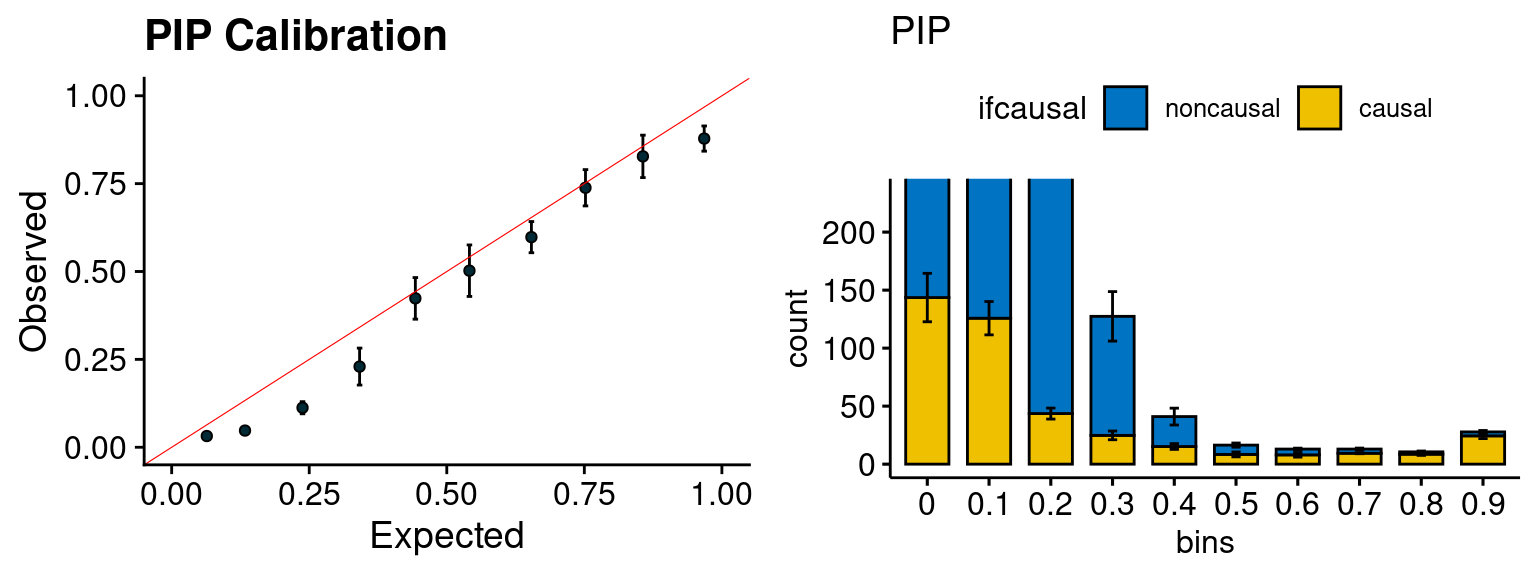 PIP Calibration
1.00
0.75
0.50
0.25
0.00
Observed
0.00 0.25 0.50 0.75 1.00
Expected
PIP
ifcausal noncausal causal
200
150
100
50
0
count
0 0.1 0.2 0.3 0.4 0.5 0.6 0.7 0.8 0.9
bins